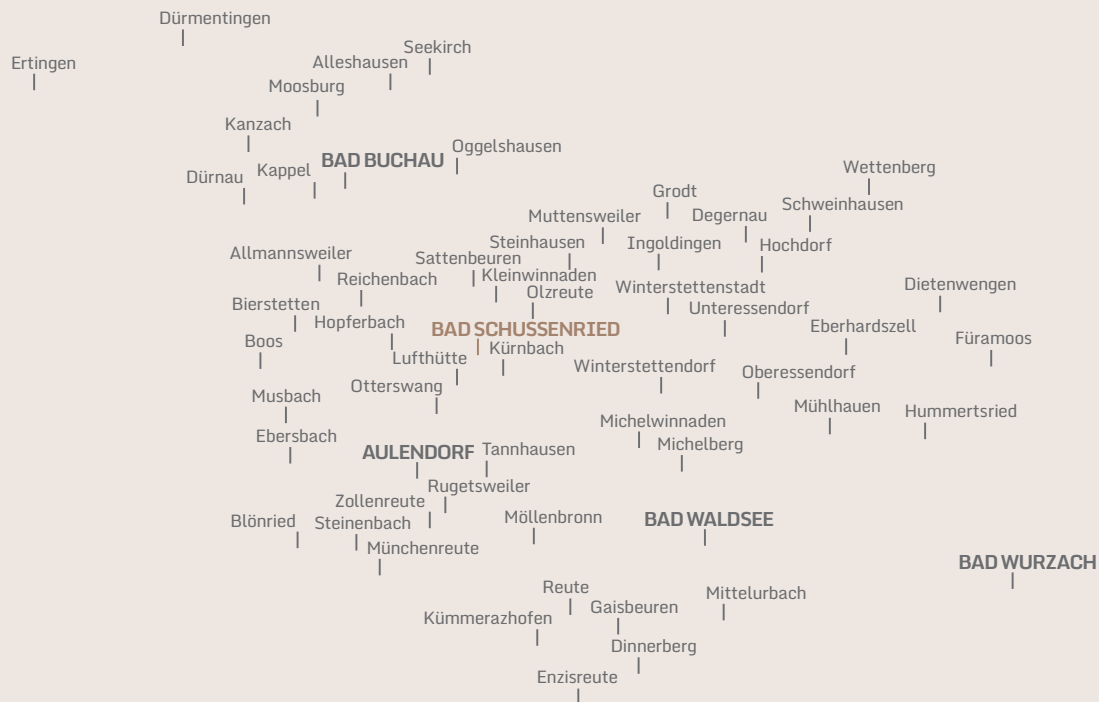 Dürmentingen
Seekirch
Ertingen
Alleshausen
Moosburg
Kanzach
Oggelshausen
BAD BUCHAU
Wettenberg
Kappel
Dürnau
Grodt
Schweinhausen
Muttensweiler
Degernau
Steinhausen
Ingoldingen
Hochdorf
Allmannsweiler
Sattenbeuren
Kleinwinnaden
Reichenbach
Dietenwengen
Winterstettenstadt
Olzreute
Bierstetten
Unteressendorf
Hopferbach
Eberhardszell
BAD SCHUSSENRIED
Füramoos
Boos
Kürnbach
Lufthütte
Winterstettendorf
Oberessendorf
Otterswang
Musbach
Mühlhauen
Hummertsried
Michelwinnaden
Ebersbach
Michelberg
Tannhausen
AULENDORF
Rugetsweiler
Zollenreute
Möllenbronn
BAD WALDSEE
Blönried
Steinenbach
Münchenreute
BAD WURZACH
Reute
Mittelurbach
Gaisbeuren
Kümmerazhofen
Dinnerberg
Enzisreute